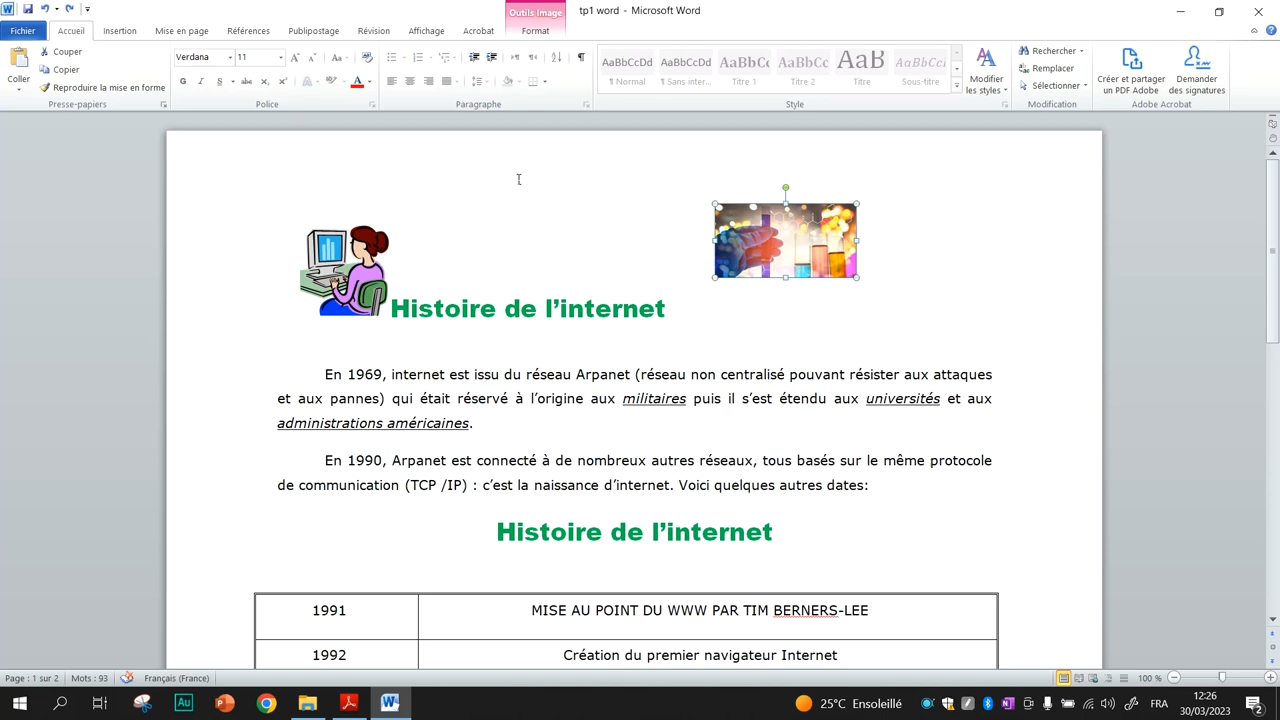 Outils Image
tp1 word - Microsoft Word
Fichier Accueil Insertion Mise en page Références Publipostage Révision Affichage Acrobat Format
Coller
Couper
Copier
Reproduire la mise en forme
Presse-papiers
Verdana 11
G I S abc x₂ x² A
Police
Paragraphe
AaBbCcDd AaBbCcDd AaBbCc AaBbCc AaB AaBbCcI
¶ Normal ¶ Sans inter... Titre 1 Titre 2 Titre Sous-titre
Style
Modifier
les styles
Rechercher
Remplacer
Sélectionner
Modification
Créer et partager
un PDF Adobe
Demander
des signatures
Adobe Acrobat
Histoire de l’internet
En 1969, internet est issu du réseau Arpanet (réseau non centralisé pouvant résister aux attaques
et aux pannes) qui était réservé à l’origine aux militaires puis il s’est étendu aux universités et aux
administrations américaines.
En 1990, Arpanet est connecté à de nombreux autres réseaux, tous basés sur le même protocole
de communication (TCP /IP) : c’est la naissance d’internet. Voici quelques autres dates:
Histoire de l’internet
1991 MISE AU POINT DU WWW PAR TIM BERNERS-LEE
1992 Création du premier navigateur Internet
Page : 1 sur 2 Mots : 93 Français (France) 100 %
25°C Ensoleillé FRA 12:26
30/03/2023